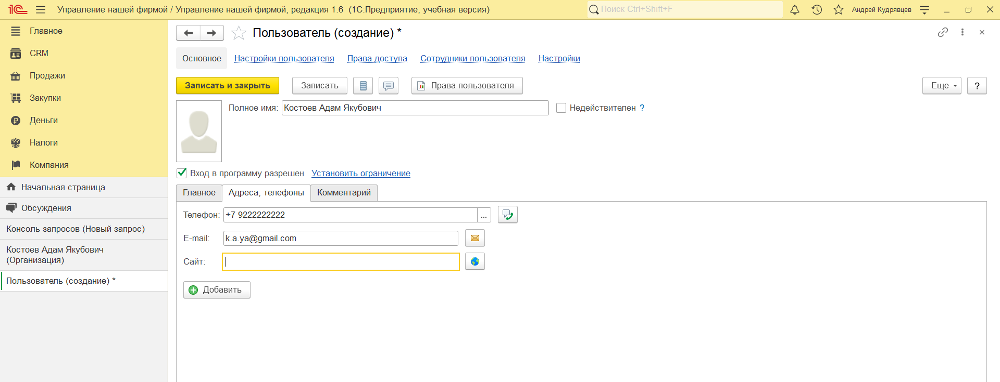 1С Управление нашей фирмой / Управление нашей фирмой, редакция 1.6 (1С:Предприятие, учебная версия) Поиск Ctrl+Shift+F Андрей Кудрявцев
Главное
CRM
Продажи
Закупки
Деньги
Налоги
Компания
Начальная страница
Обсуждения
Консоль запросов (Новый запрос)
Костоев Адам Якубович
(Организация)
Пользователь (создание) *
Пользователь (создание) *
Основное Настройки пользователя Права доступа Сотрудники пользователя Настройки
Записать и закрыть Записать Права пользователя Еще ?
Полное имя: Костоев Адам Якубович Недействителен ?
Вход в программу разрешен Установить ограничение
Главное Адреса, телефоны Комментарий
Телефон: +7 9222222222 ...
E-mail: k.a.ya@gmail.com
Сайт:
Добавить